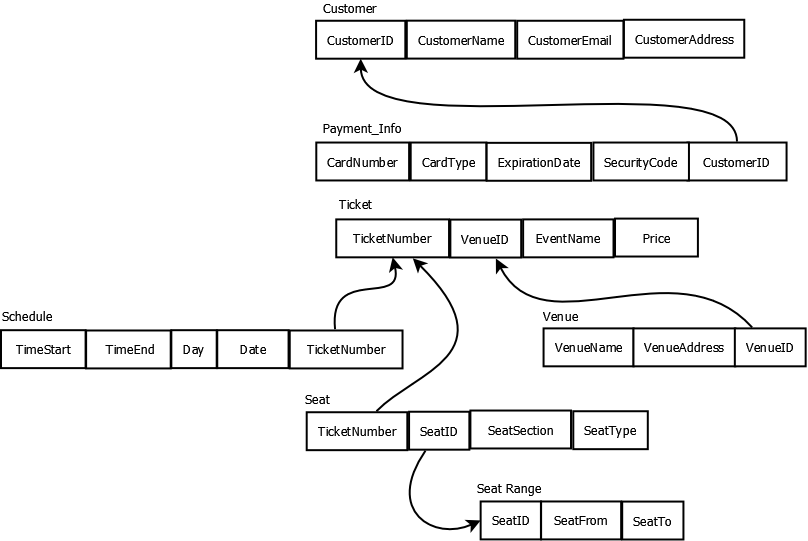 Customer
CustomerID CustomerName CustomerEmail CustomerAddress
Payment_Info
CardNumber CardType ExpirationDate SecurityCode CustomerID
Ticket
TicketNumber VenueID EventName Price
Schedule
TimeStart TimeEnd Day Date TicketNumber
Venue
VenueName VenueAddress VenueID
Seat
TicketNumber SeatID SeatSection SeatType
Seat Range
SeatID SeatFrom SeatTo